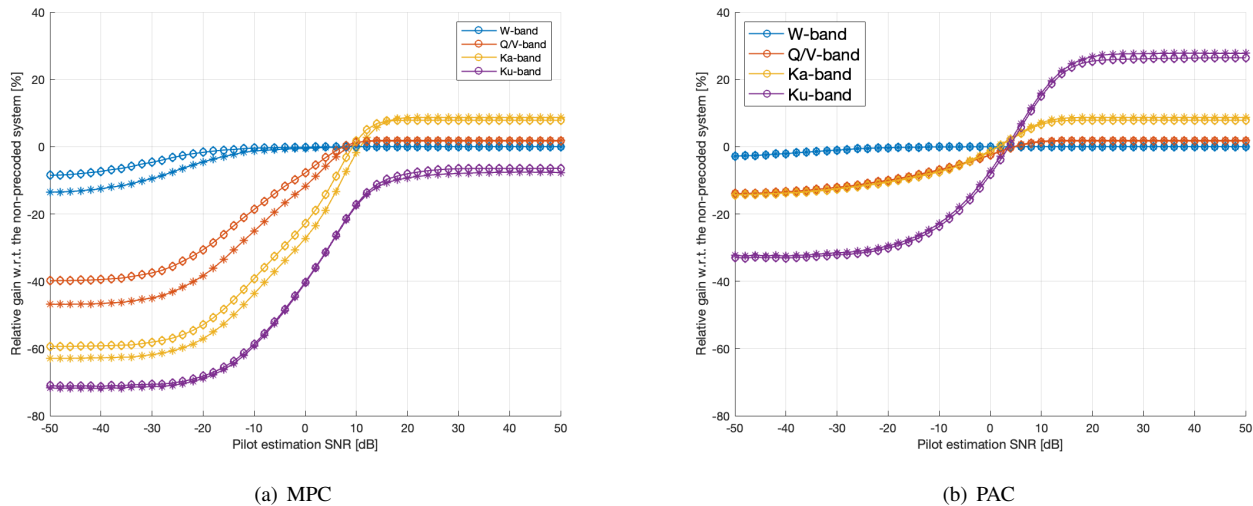 Relative gain w.r.t. the non-precoded system [%]
40
20
0
-20
-40
-60
-80
W-band
Q/V-band
Ka-band
Ku-band
-50 -40 -30 -20 -10 0 10 20 30 40 50
Pilot estimation SNR [dB]
(a) MPC
Relative gain w.r.t. the non-precoded system [%]
40
20
0
-20
-40
-60
-80
W-band
Q/V-band
Ka-band
Ku-band
-50 -40 -30 -20 -10 0 10 20 30 40 50
Pilot estimation SNR [dB]
(b) PAC